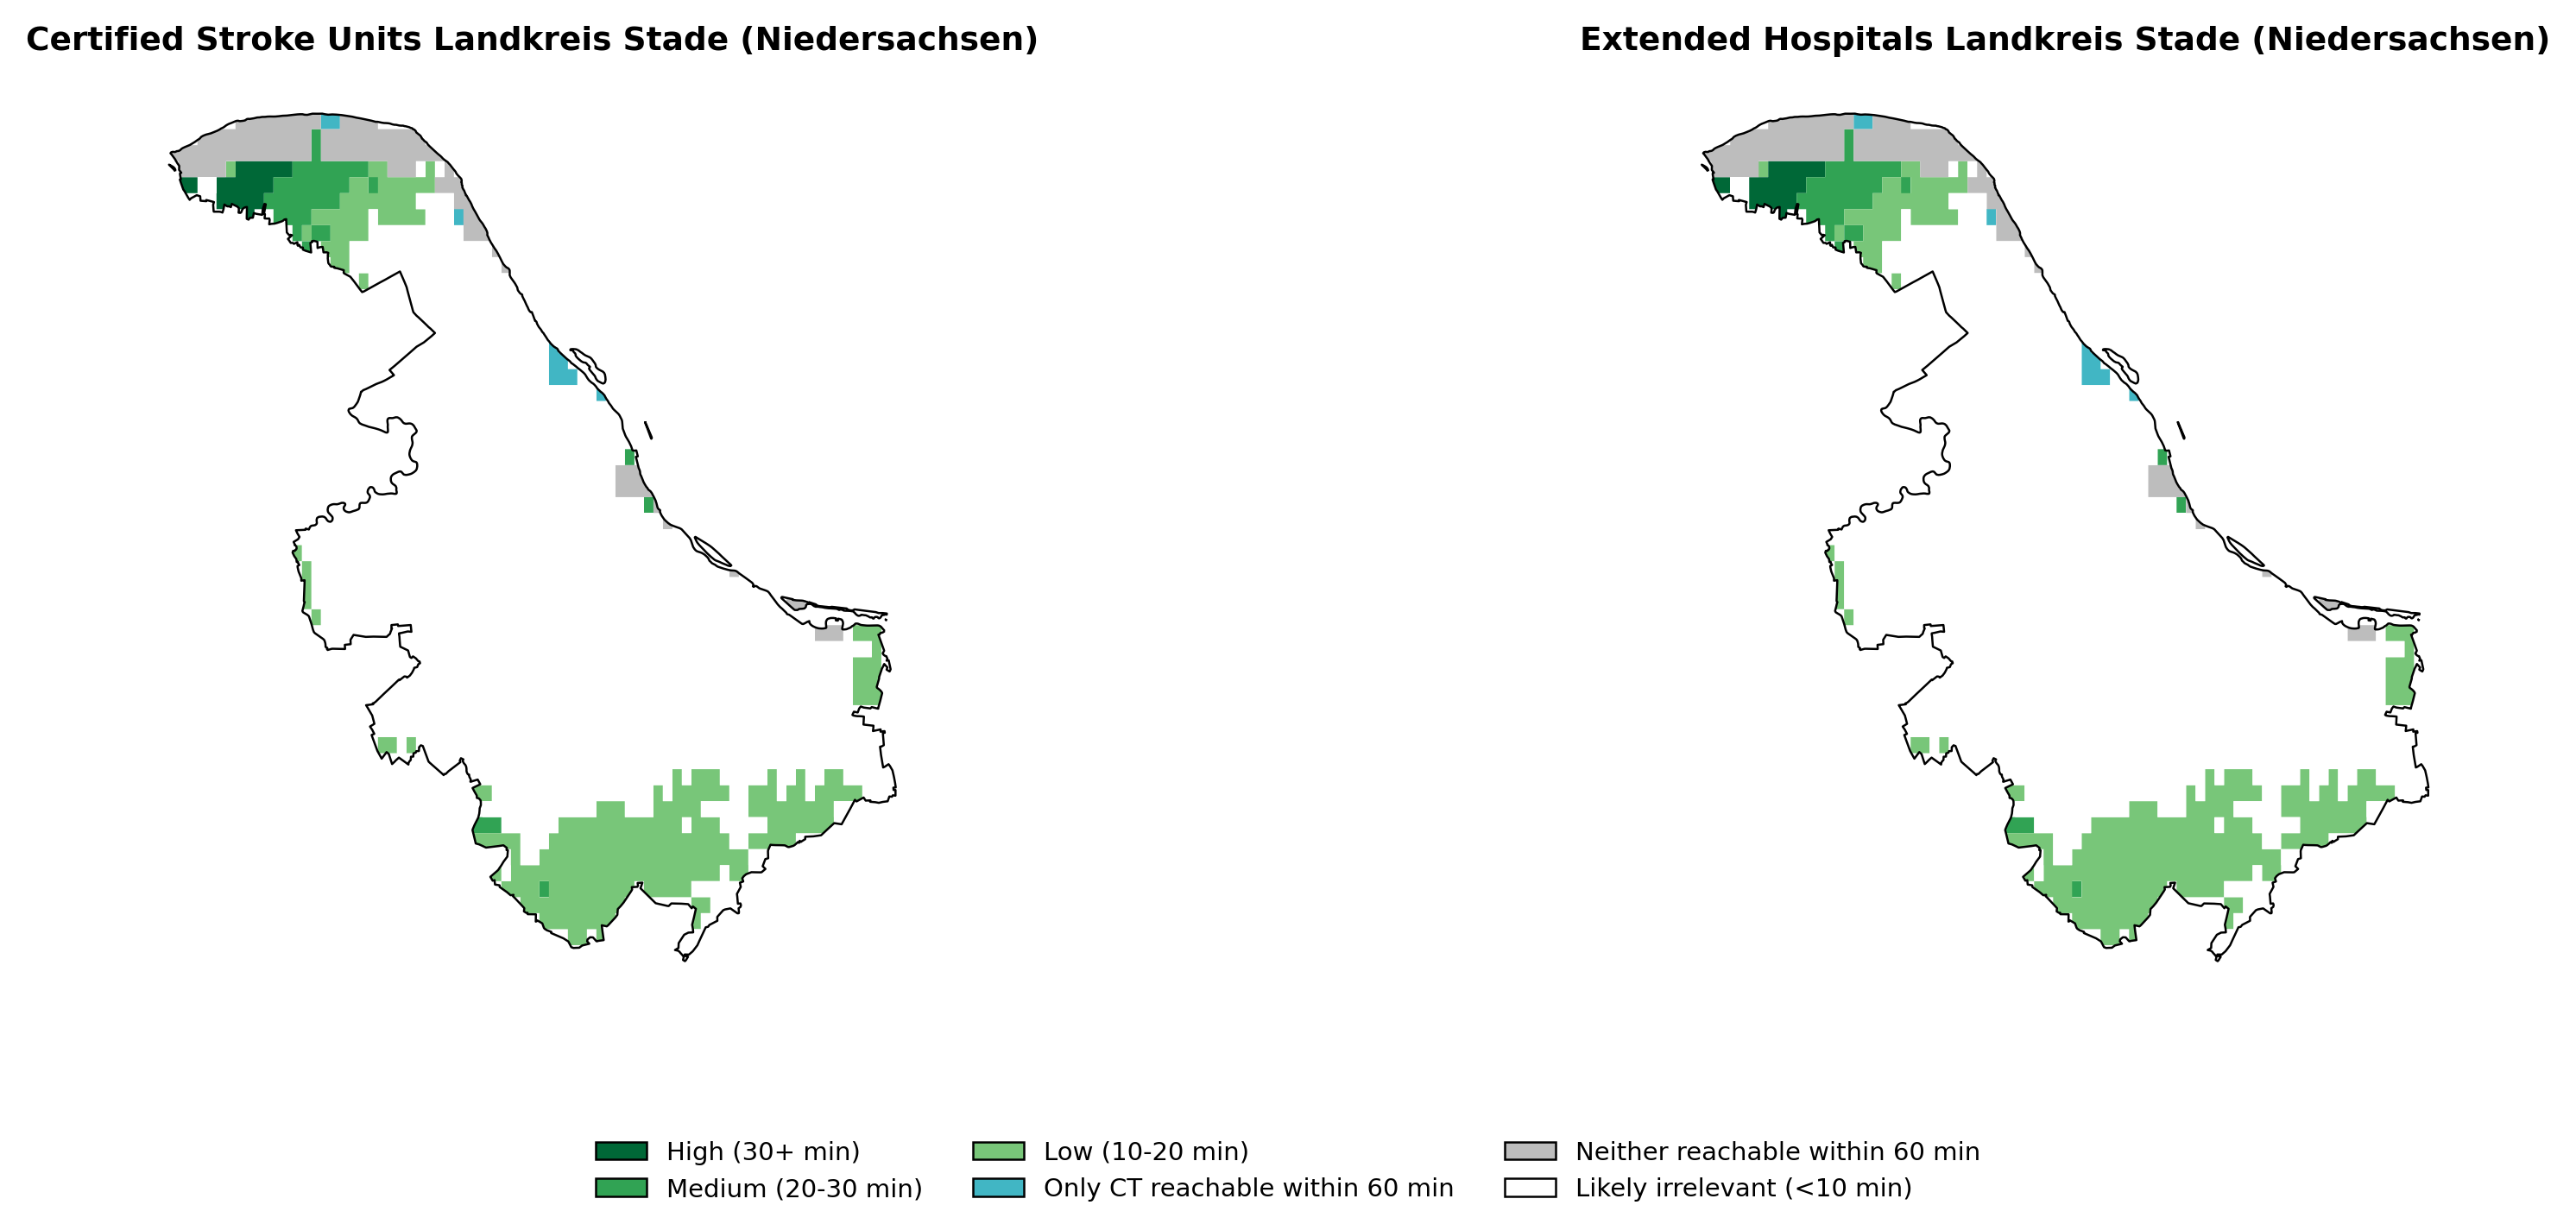 Certified Stroke Units Landkreis Stade (Niedersachsen)
Extended Hospitals Landkreis Stade (Niedersachsen)
High (30+ min)
Medium (20-30 min)
Low (10-20 min)
Only CT reachable within 60 min
Neither reachable within 60 min
Likely irrelevant (<10 min)